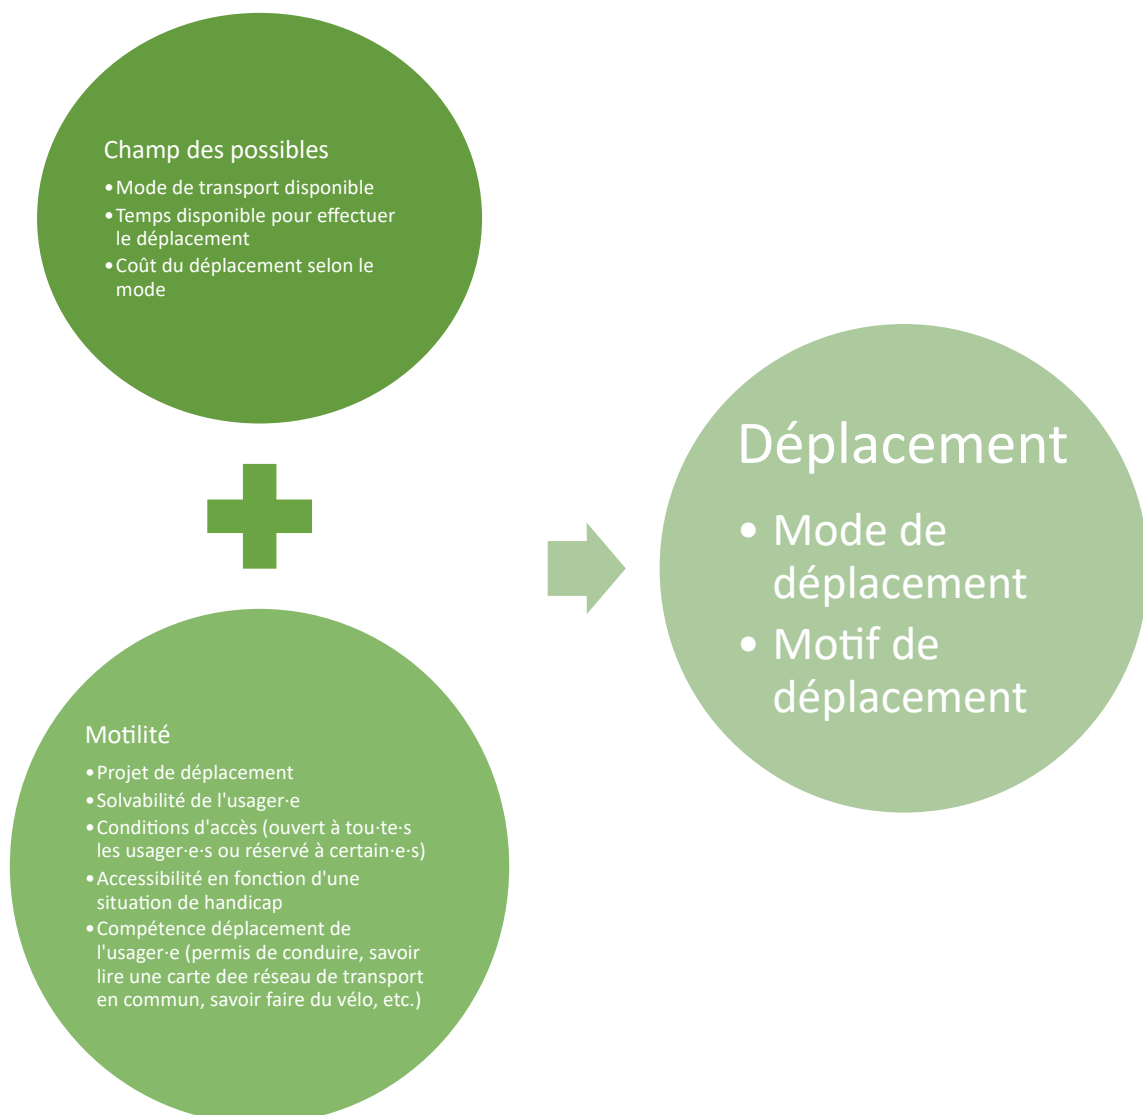 Champ des possibles
•Mode de transport disponible
•Temps disponible pour effectuer
le déplacement
•Coût du déplacement selon le
mode
Motilité
•Projet de déplacement
•Solvabilité de l'usager·e
•Conditions d'accès (ouvert à tou·te·s
les usager·e·s ou réservé à certain·e·s)
•Accessibilité en fonction d'une
situation de handicap
•Compétence déplacement de
l'usager·e (permis de conduire, savoir
lire une carte dee réseau de transport
en commun, savoir faire du vélo, etc.)
Déplacement
• Mode de
déplacement
• Motif de
déplacement